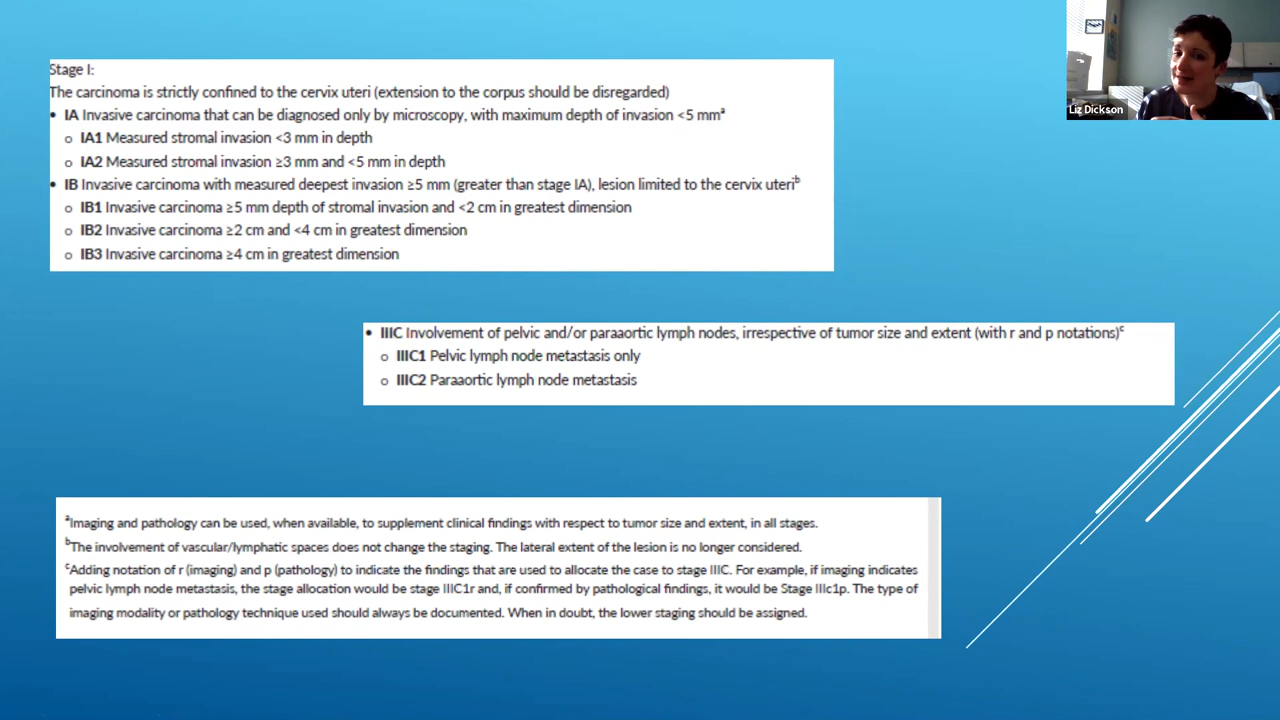 Stage I:
The carcinoma is strictly confined to the cervix uteri (extension to the corpus should be disregarded)
• IA Invasive carcinoma that can be diagnosed only by microscopy, with maximum depth of invasion <5 mmᵃ
o IA1 Measured stromal invasion <3 mm in depth
o IA2 Measured stromal invasion ≥3 mm and <5 mm in depth
• IB Invasive carcinoma with measured deepest invasion ≥5 mm (greater than stage IA), lesion limited to the cervix uteriᵇ
o IB1 Invasive carcinoma ≥5 mm depth of stromal invasion and <2 cm in greatest dimension
o IB2 Invasive carcinoma ≥2 cm and <4 cm in greatest dimension
o IB3 Invasive carcinoma ≥4 cm in greatest dimension
Liz Dickson
• IIIC Involvement of pelvic and/or paraaortic lymph nodes, irrespective of tumor size and extent (with r and p notations)ᶜ
o IIIC1 Pelvic lymph node metastasis only
o IIIC2 Paraaortic lymph node metastasis
ᵃImaging and pathology can be used, when available, to supplement clinical findings with respect to tumor size and extent, in all stages.
ᵇThe involvement of vascular/lymphatic spaces does not change the staging. The lateral extent of the lesion is no longer considered.
ᶜAdding notation of r (imaging) and p (pathology) to indicate the findings that are used to allocate the case to stage IIIC. For example, if imaging indicates
pelvic lymph node metastasis, the stage allocation would be stage IIIC1r and, if confirmed by pathological findings, it would be Stage IIIc1p. The type of
imaging modality or pathology technique used should always be documented. When in doubt, the lower staging should be assigned.